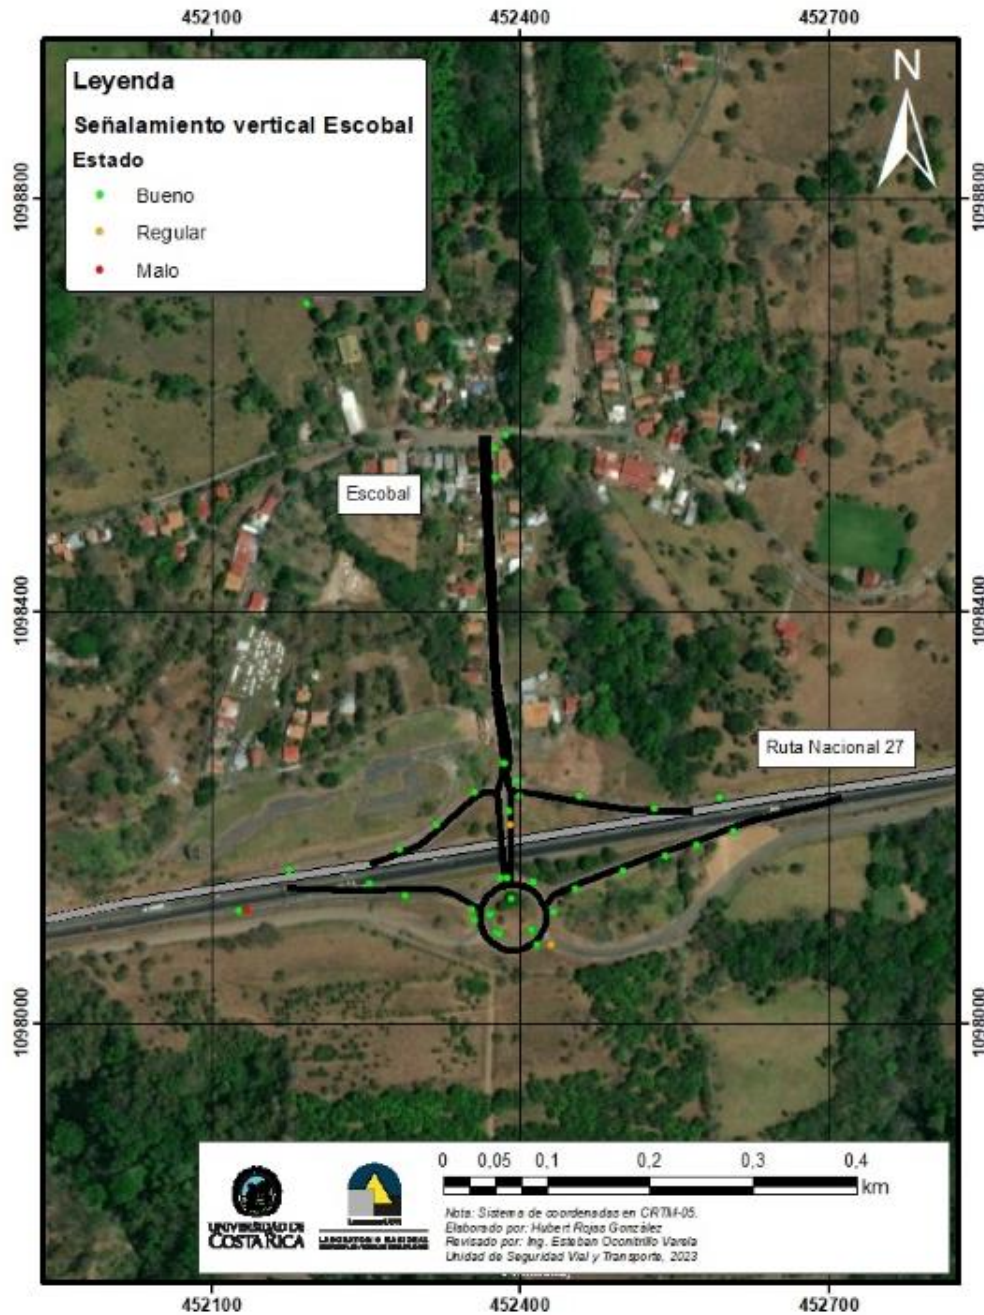 452100 452400 452700
N
Leyenda
Señalamiento vertical Escobal
Estado
Bueno
Regular
Malo
1098800 1098800
Escobal
1098400 1098400
Ruta Nacional 27
1098000 1098000
0 0,05 0,1 0,2 0,3 0,4
km
UNIVERSIDAD DE
COSTA RICA
LABORATORIO NACIONAL
Nota: Sistema de coordenadas en CRTM-05.
Elaborado por: Hubert Rojas González
Revisado por: Ing. Esteban Ocontrillo Varela
Unidad de Seguridad Vial y Transporte, 2023
452100 452400 452700